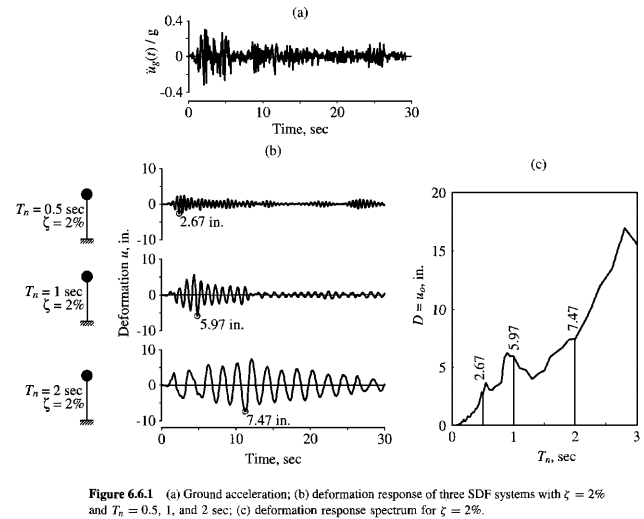 (a)
0.4
0
-0.4
üg(t) / g
0 10 20 30
Time, sec
(b)
Tn = 0.5 sec
ζ = 2%
Tn = 1 sec
ζ = 2%
Tn = 2 sec
ζ = 2%
Deformation u, in.
10
0
-10
2.67 in.
10
0
-10
5.97 in.
10
0
-10
7.47 in.
0 10 20 30
Time, sec
(c)
20
15
10
5
0
D = uo, in.
2.67
5.97
7.47
0 1 2 3
Tn, sec
Figure 6.6.1 (a) Ground acceleration; (b) deformation response of three SDF systems with ζ = 2%
and Tn = 0.5, 1, and 2 sec; (c) deformation response spectrum for ζ = 2%.